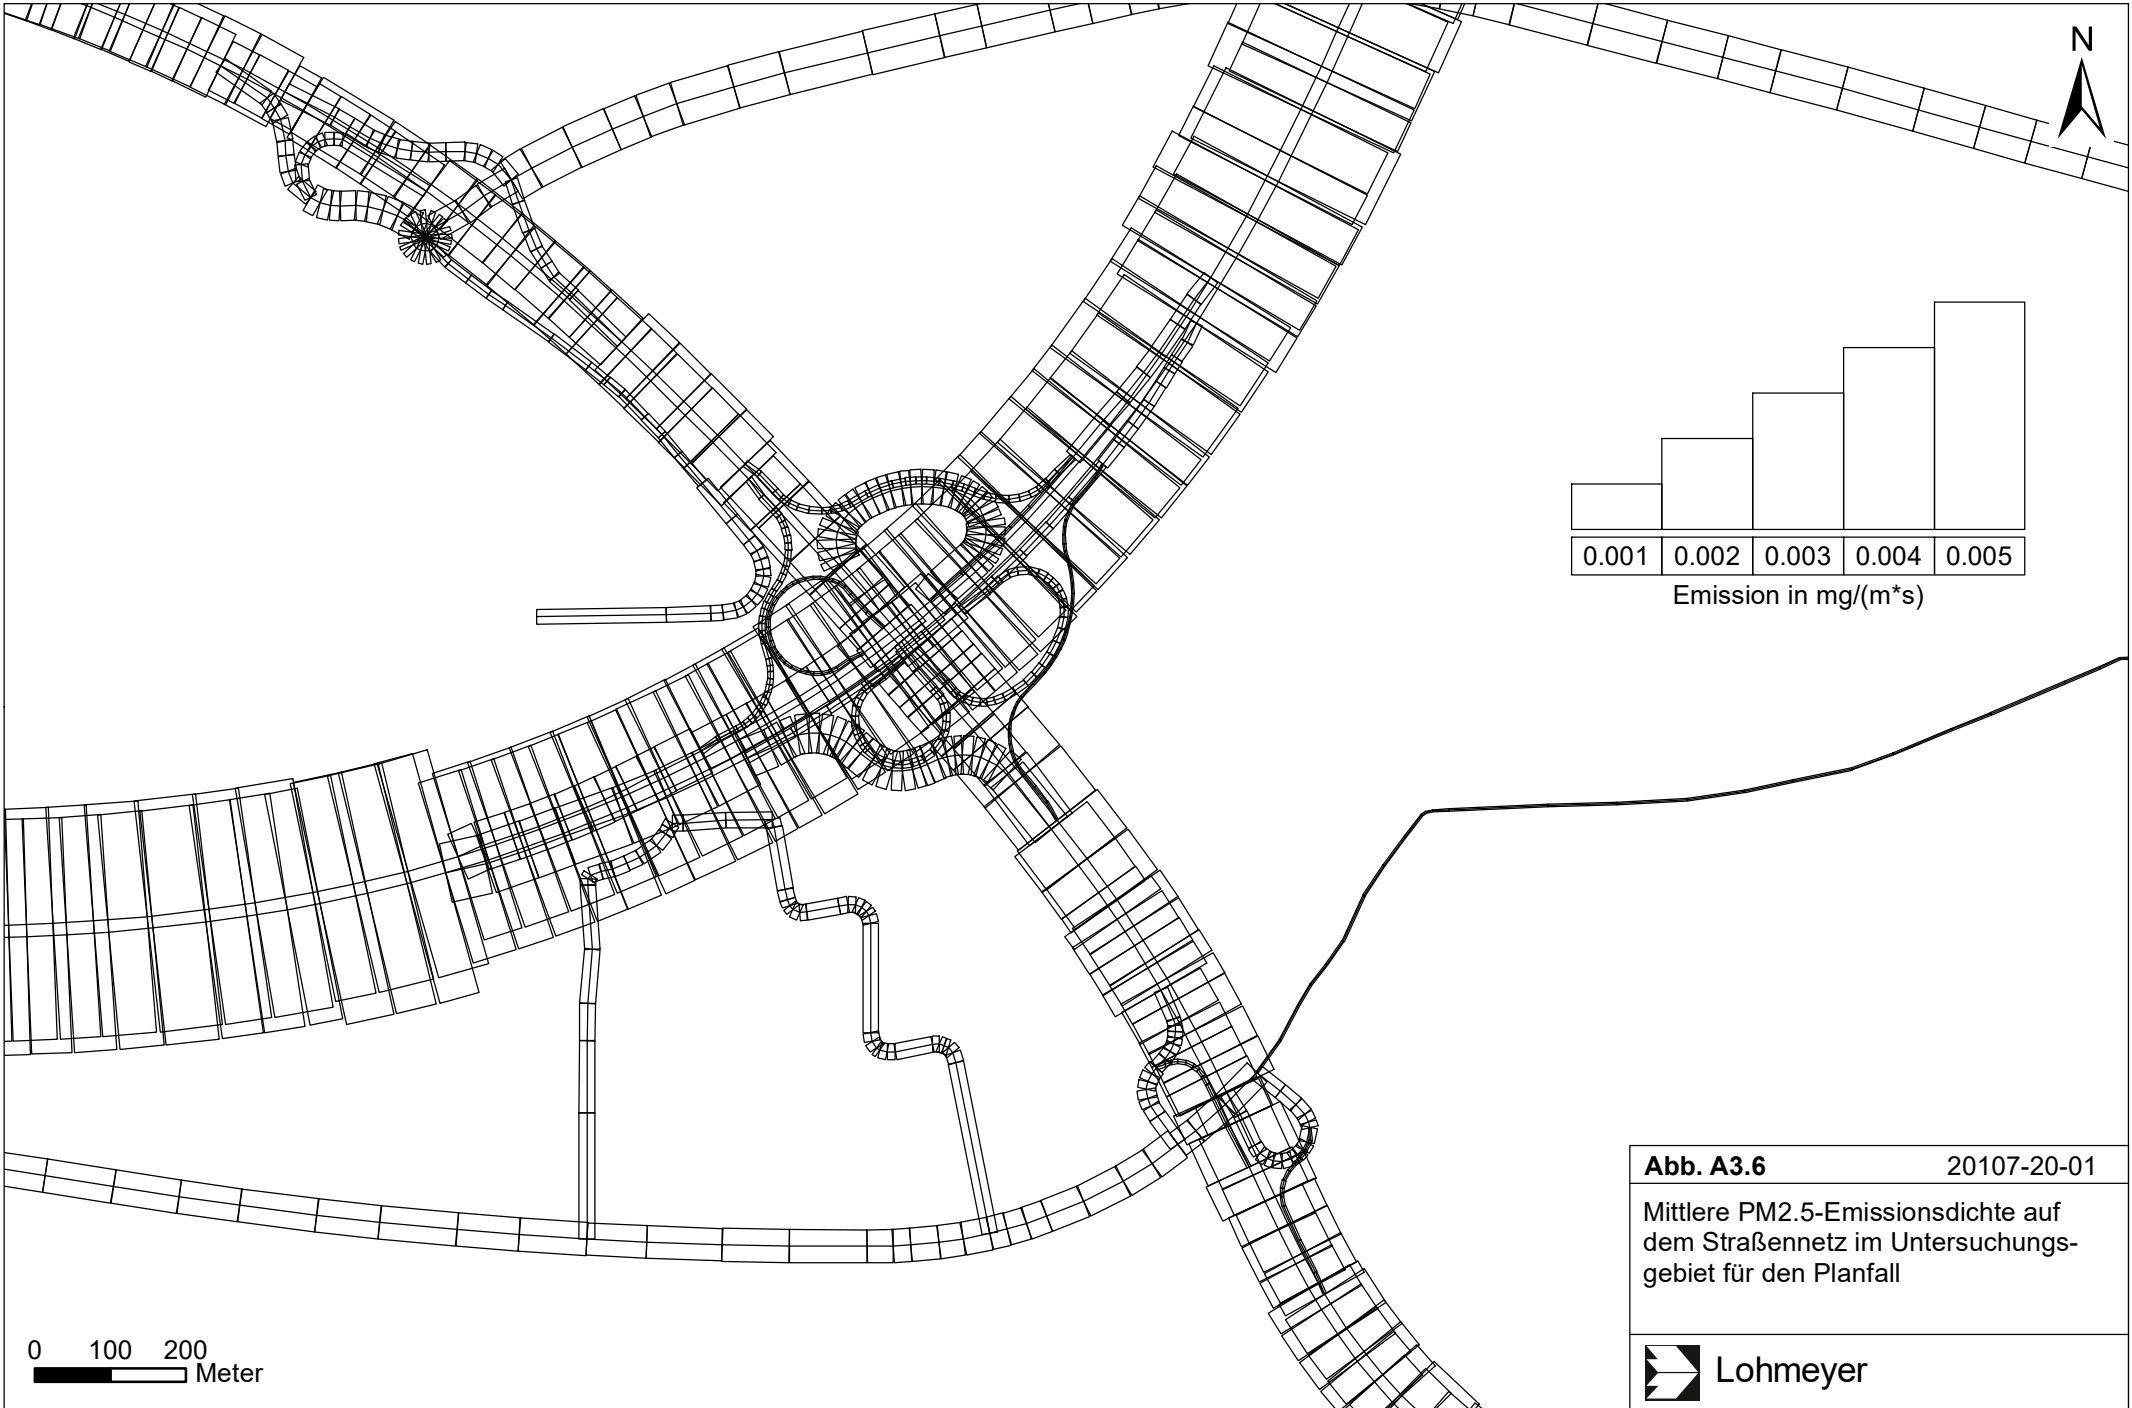 N
0.001 0.002 0.003 0.004 0.005
Emission in mg/(m*s)
Abb. A3.6 20107-20-01
Mittlere PM2.5-Emissionsdichte auf
dem Straßennetz im Untersuchungs-
gebiet für den Planfall
0 100 200
Meter
Lohmeyer